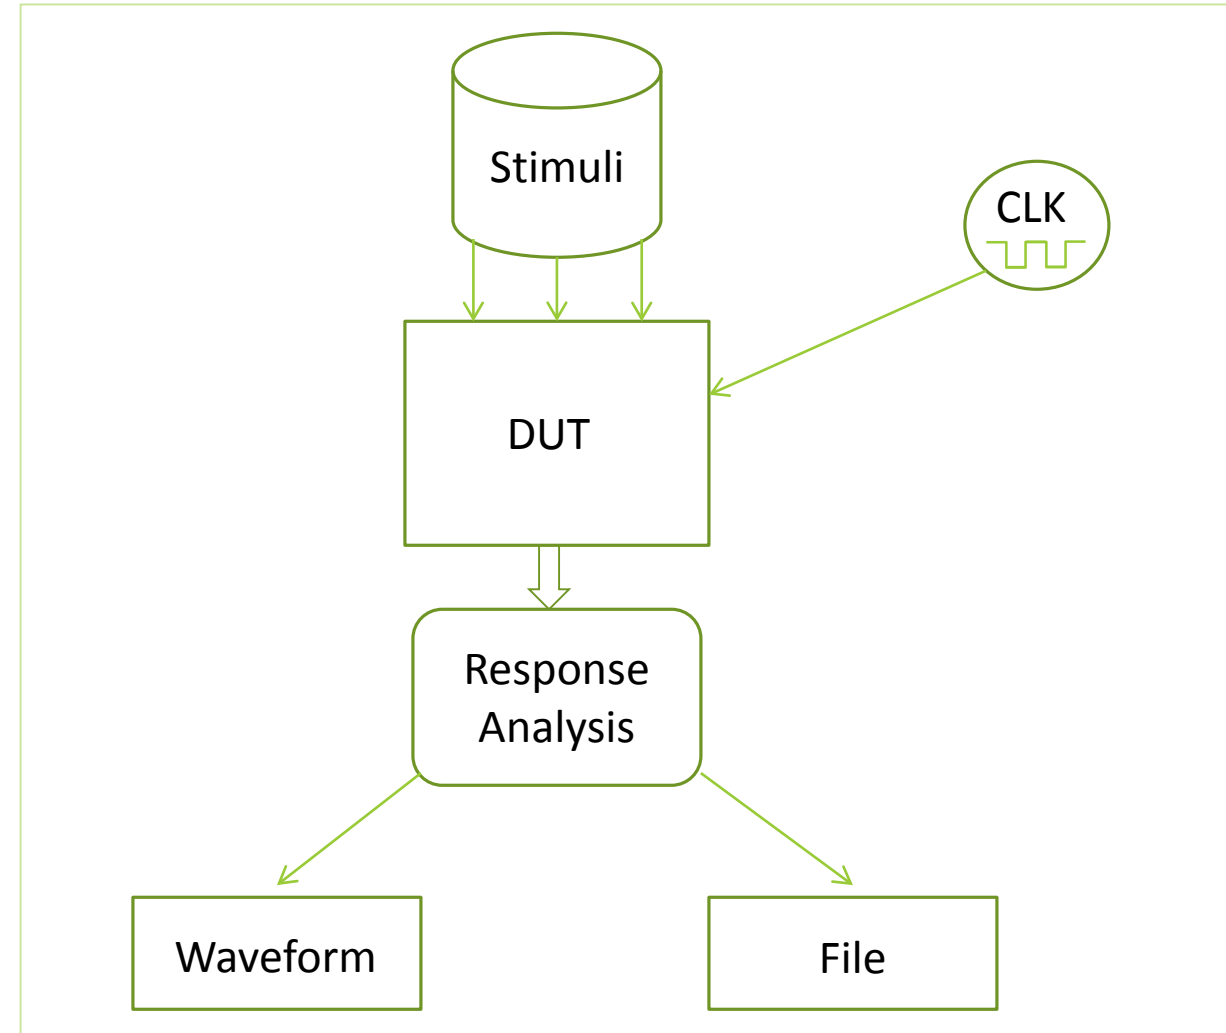 Stimuli
CLK
DUT
Response
Analysis
Waveform
File